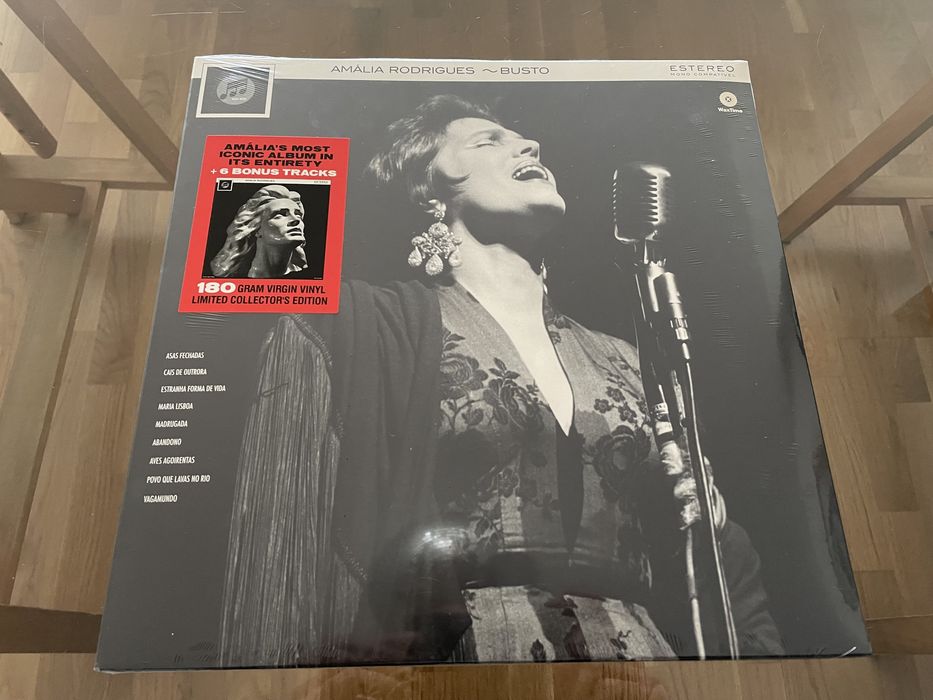 AMÁLIA RODRIGUES ~ BUSTO
ESTEREO
MONO COMPATIVEL
WaxTime
AMÁLIA'S MOST
ICONIC ALBUM IN
ITS ENTIRETY
+ 6 BONUS TRACKS
180 GRAM VIRGIN VINYL
LIMITED COLLECTOR'S EDITION
ASAS FECHADAS
CAIS DE OUTRORA
ESTRANHA FORMA DE VIDA
MARIA LISBOA
MADRUGADA
ABANDONO
AVES AGOIRENTAS
POVO QUE LAVAS NO RIO
VAGAMUNDO